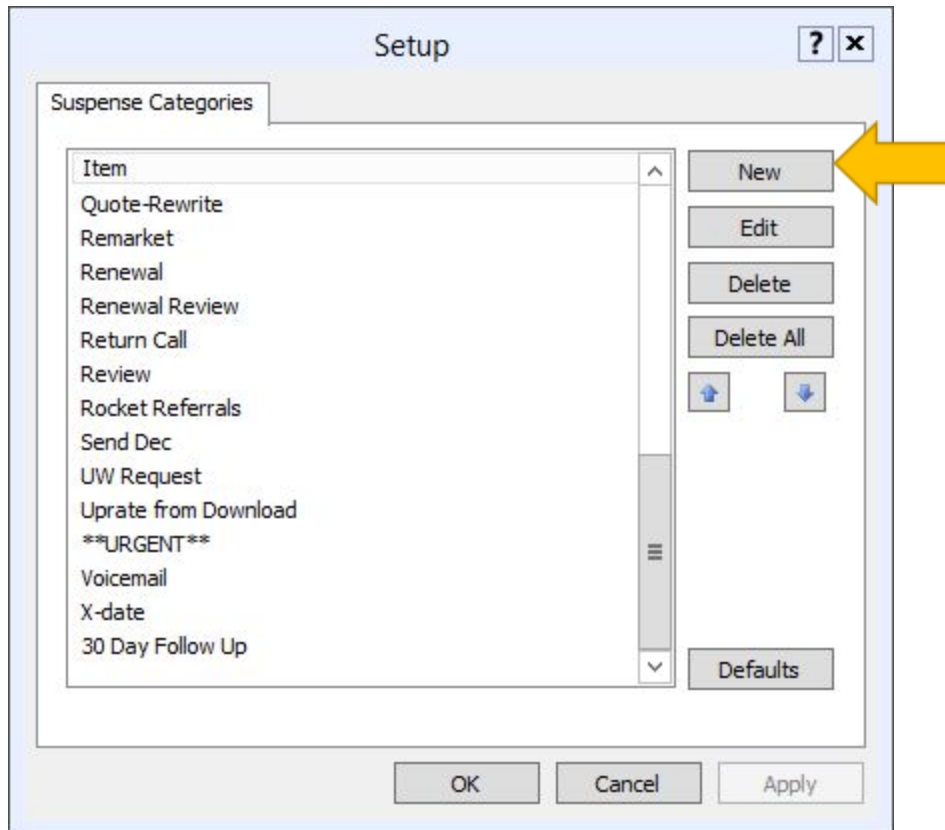 Setup
?
Suspense Categories
Item
Quote-Rewrite
Remarket
Renewal
Renewal Review
Return Call
Review
Rocket Referrals
Send Dec
UW Request
Uprate from Download
**URGENT**
Voicemail
X-date
30 Day Follow Up
New
Edit
Delete
Delete All
Defaults
OK
Cancel
Apply